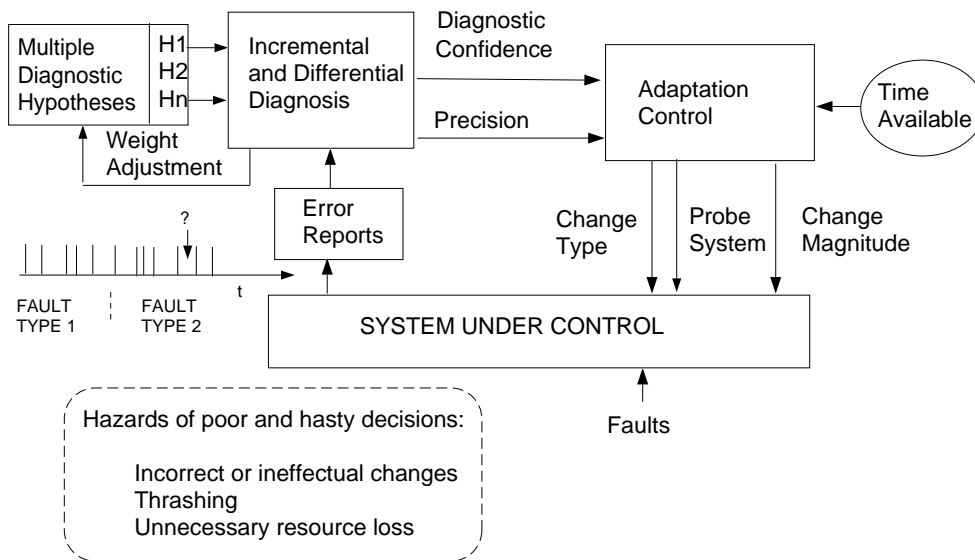 Multiple
Diagnostic
Hypotheses
H1
H2
Hn
Incremental
and Differential
Diagnosis
Diagnostic
Confidence
Precision
Adaptation
Control
Time
Available
Weight
Adjustment
Error
Reports
?
t
FAULT
TYPE 1
FAULT
TYPE 2
Change
Type
Probe
System
Change
Magnitude
SYSTEM UNDER CONTROL
Faults
Hazards of poor and hasty decisions:
Incorrect or ineffectual changes
Thrashing
Unnecessary resource loss